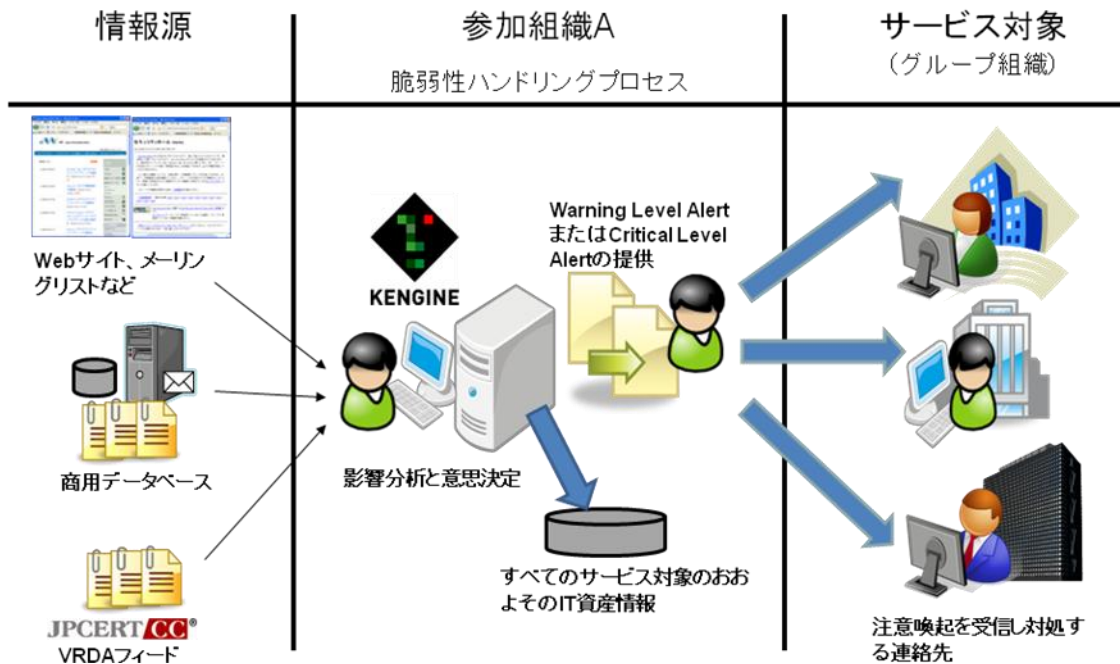 情報源
参加組織A
脆弱性ハンドリングプロセス
サービス対象
(グループ組織)
Webサイト、メーリン
グリストなど
商用データベース
JPCERT CC®
VRDAフィード
KENGINE
影響分析と意思決定
Warning Level Alert
またはCritical Level
Alertの提供
すべてのサービス対象のおお
よそのIT資産情報
注意喚起を受信し対処す
る連絡先